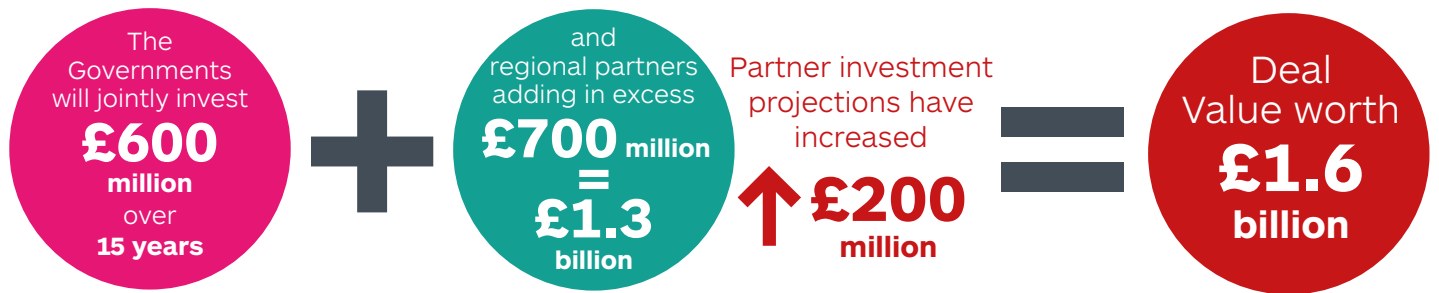 The
Governments
will jointly invest
£600
million
over
15 years
and
regional partners
adding in excess
£700 million
=
£1.3
billion
Partner investment
projections have
increased
£200
million
Deal
Value worth
£1.6
billion